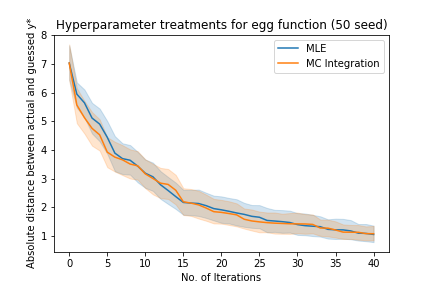 Hyperparameter treatments for egg function (50 seed)
Absolute distance between actual and guessed y*
8
7
6
5
4
3
2
1
MLE
MC Integration
0 5 10 15 20 25 30 35 40
No. of Iterations